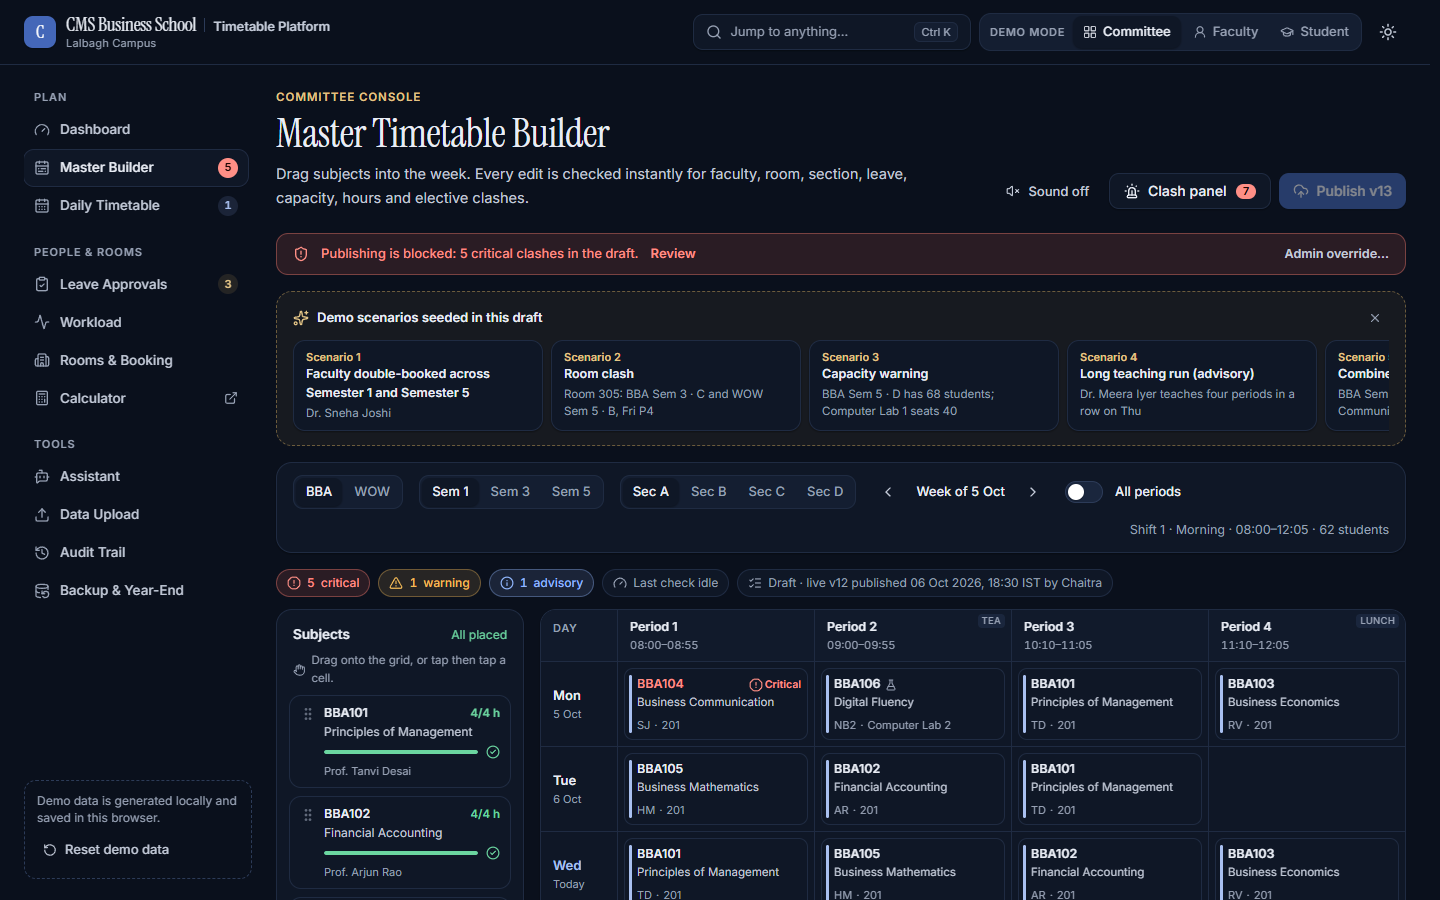 C
CMS Business School
Timetable Platform
Lalbagh Campus
Jump to anything...
Ctrl K
DEMO MODE
Committee
Faculty
Student
PLAN
Dashboard
Master Builder
5
Daily Timetable
1
PEOPLE & ROOMS
Leave Approvals
3
Workload
Rooms & Booking
Calculator
TOOLS
Assistant
Data Upload
Audit Trail
Backup & Year-End
Demo data is generated locally and
saved in this browser.
Reset demo data
COMMITTEE CONSOLE
Master Timetable Builder
Drag subjects into the week. Every edit is checked instantly for faculty, room, section, leave,
capacity, hours and elective clashes.
Sound off
Clash panel
7
Publish v13
Publishing is blocked: 5 critical clashes in the draft.
Review
Admin override...
Demo scenarios seeded in this draft
Scenario 1
Faculty double-booked across
Semester 1 and Semester 5
Dr. Sneha Joshi
Scenario 2
Room clash
Room 305: BBA Sem 3 · C and WOW
Sem 5 · B, Fri P4
Scenario 3
Capacity warning
BBA Sem 5 · D has 68 students;
Computer Lab 1 seats 40
Scenario 4
Long teaching run (advisory)
Dr. Meera Iyer teaches four periods in a
row on Thu
Scenario
Combine
BBA Sem
Communi
BBA
WOW
Sem 1
Sem 3
Sem 5
Sec A
Sec B
Sec C
Sec D
Week of 5 Oct
All periods
Shift 1 · Morning · 08:00–12:05 · 62 students
5 critical
1 warning
1 advisory
Last check idle
Draft · live v12 published 06 Oct 2026, 18:30 IST by Chaitra
Subjects
All placed
Drag onto the grid, or tap then tap a
cell.
BBA101
4/4 h
Principles of Management
Prof. Tanvi Desai
BBA102
4/4 h
Financial Accounting
Prof. Arjun Rao
DAY
Period 1
08:00–08:55
Period 2
TEA
09:00–09:55
Period 3
10:10–11:05
Period 4
LUNCH
11:10–12:05
Mon
5 Oct
BBA104
Critical
Business Communication
SJ · 201
BBA106
Digital Fluency
NB2 · Computer Lab 2
BBA101
Principles of Management
TD · 201
BBA103
Business Economics
RV · 201
Tue
6 Oct
BBA105
Business Mathematics
HM · 201
BBA102
Financial Accounting
AR · 201
BBA101
Principles of Management
TD · 201
Wed
Today
BBA101
Principles of Management
TD · 201
BBA105
Business Mathematics
HM · 201
BBA102
Financial Accounting
AR · 201
BBA103
Business Economics
RV · 201